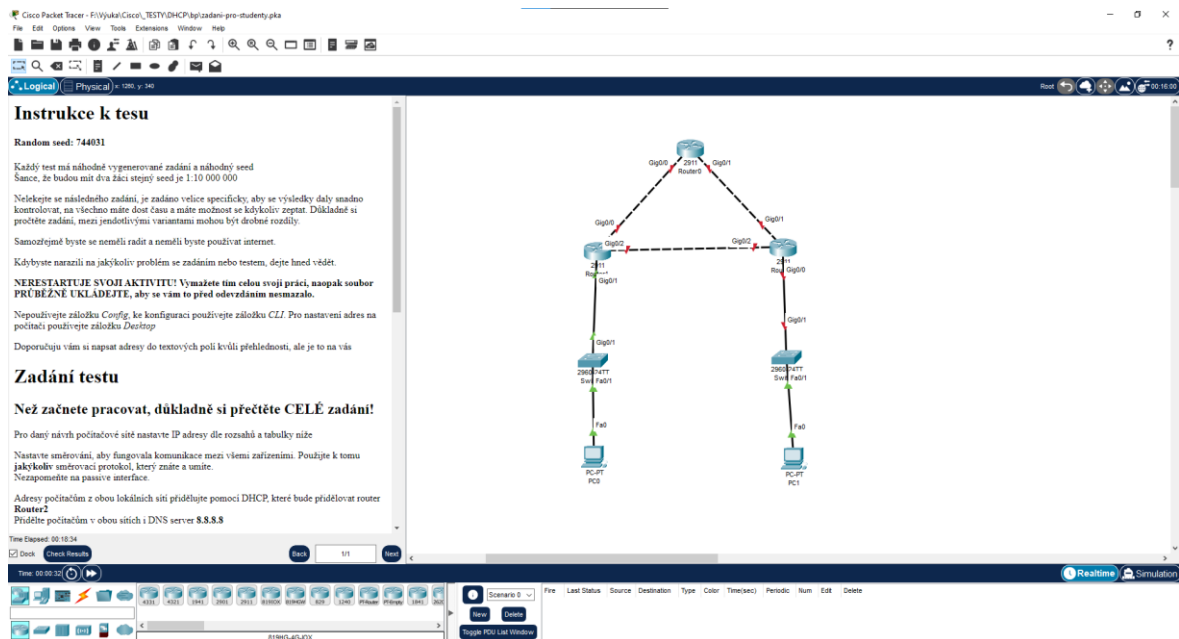 Cisco Packet Tracer - F:\Výuka\Cisco\_TESTY\DHCP\bp\zadani-pro-studenty.pka
File Edit Options View Tools Extensions Window Help
Logical Physical x: 1280, y: 340
Root 00:16:00
Instrukce k tesu
Random seed: 744031
Každý test má náhodně vygenerované zadání a náhodný seed
Šance, že budou mít dva žáci stejný seed je 1:10 000 000
Nelekejte se následného zadání, je zadáno velice specificky, aby se výsledky daly snadno
kontrolovat, na všechno máte dost času a máte možnost se kdykoliv zeptat. Důkladně si
pročtěte zadání, mezi jendotlivými variantami mohou být drobné rozdíly.
Samozřejmě byste se neměli radit a neměli byste používat internet.
Kdybyste narazili na jakýkoliv problém se zadáním nebo testem, dejte hned vědět.
NERESTARTUJE SVOJI AKTIVITU! Vymažete tím celou svoji práci, naopak soubor
PRŮBĚŽNĚ UKLÁDEJTE, aby se vám to před odevzdáním nesmazalo.
Nepoužívejte záložku Config, ke konfiguraci používejte záložku CLI. Pro nastavení adres na
počítači používejte záložku Desktop
Doporučuju vám si napsat adresy do textových polí kvůli přehlednosti, ale je to na vás
Zadání testu
Než začnete pracovat, důkladně si přečtěte CELÉ zadání!
Pro daný návrh počítačové sítě nastavte IP adresy dle rozsahů a tabulky níže
Nastavte směrování, aby fungovala komunikace mezi všemi zařízeními. Použijte k tomu
jakýkoliv směrovací protokol, který znáte a umíte.
Nezapomeňte na passive interface.
Adresy počítačům z obou lokálních sítí přidělujte pomocí DHCP, které bude přidělovat router
Router2
Přidělte počítačům v obou sítích i DNS server 8.8.8.8
Time Elapsed: 00:18:34
Dock Check Results Back 1/1 Next
Gig0/0 Gig0/1
2911
Router0
Gig0/0 Gig0/1
Gig0/2 Gig0/2
2911
Gig0/1
Gig0/0
Gig0/1 Gig0/1
Fa0/1
Fa0/1
Fa0 Fa0
PC-PT
PC0
PC-PT
PC1
Time: 00:00:32
Realtime Simulation
4331 4321 1941 2901 2911 819IOX 819HGW 829 1240 PT-Router PT-Empty 1841
819HG-4G-IOX
Scenario 0
New Delete
Toggle PDU List Window
Fire Last Status Source Destination Type Color Time(sec) Periodic Num Edit Delete